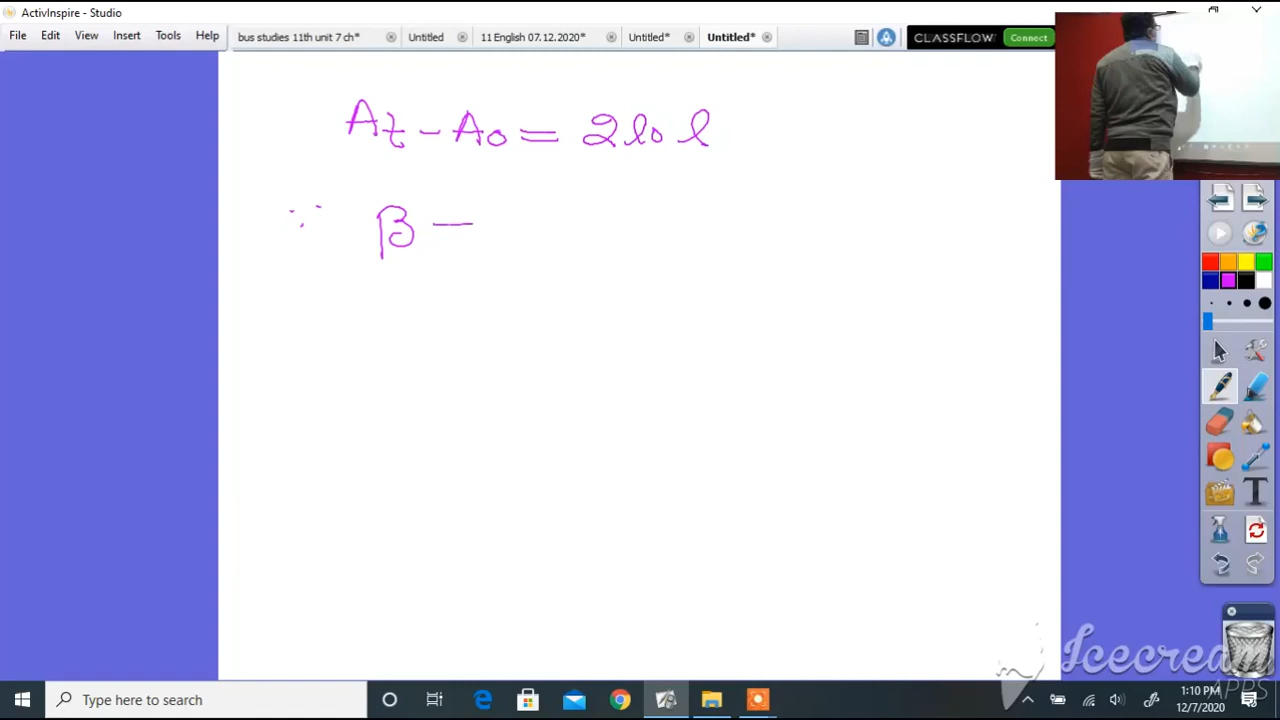 ActivInspire - Studio
File Edit View Insert Tools Help
bus studies 11th unit 7 ch* Untitled 11 English 07.12.2020* Untitled* Untitled* CLASSFLOW Connect
At - A0 = 2l0 l
∵ β −
T
Icecream
APPS
Type here to search
1:10 PM
12/7/2020